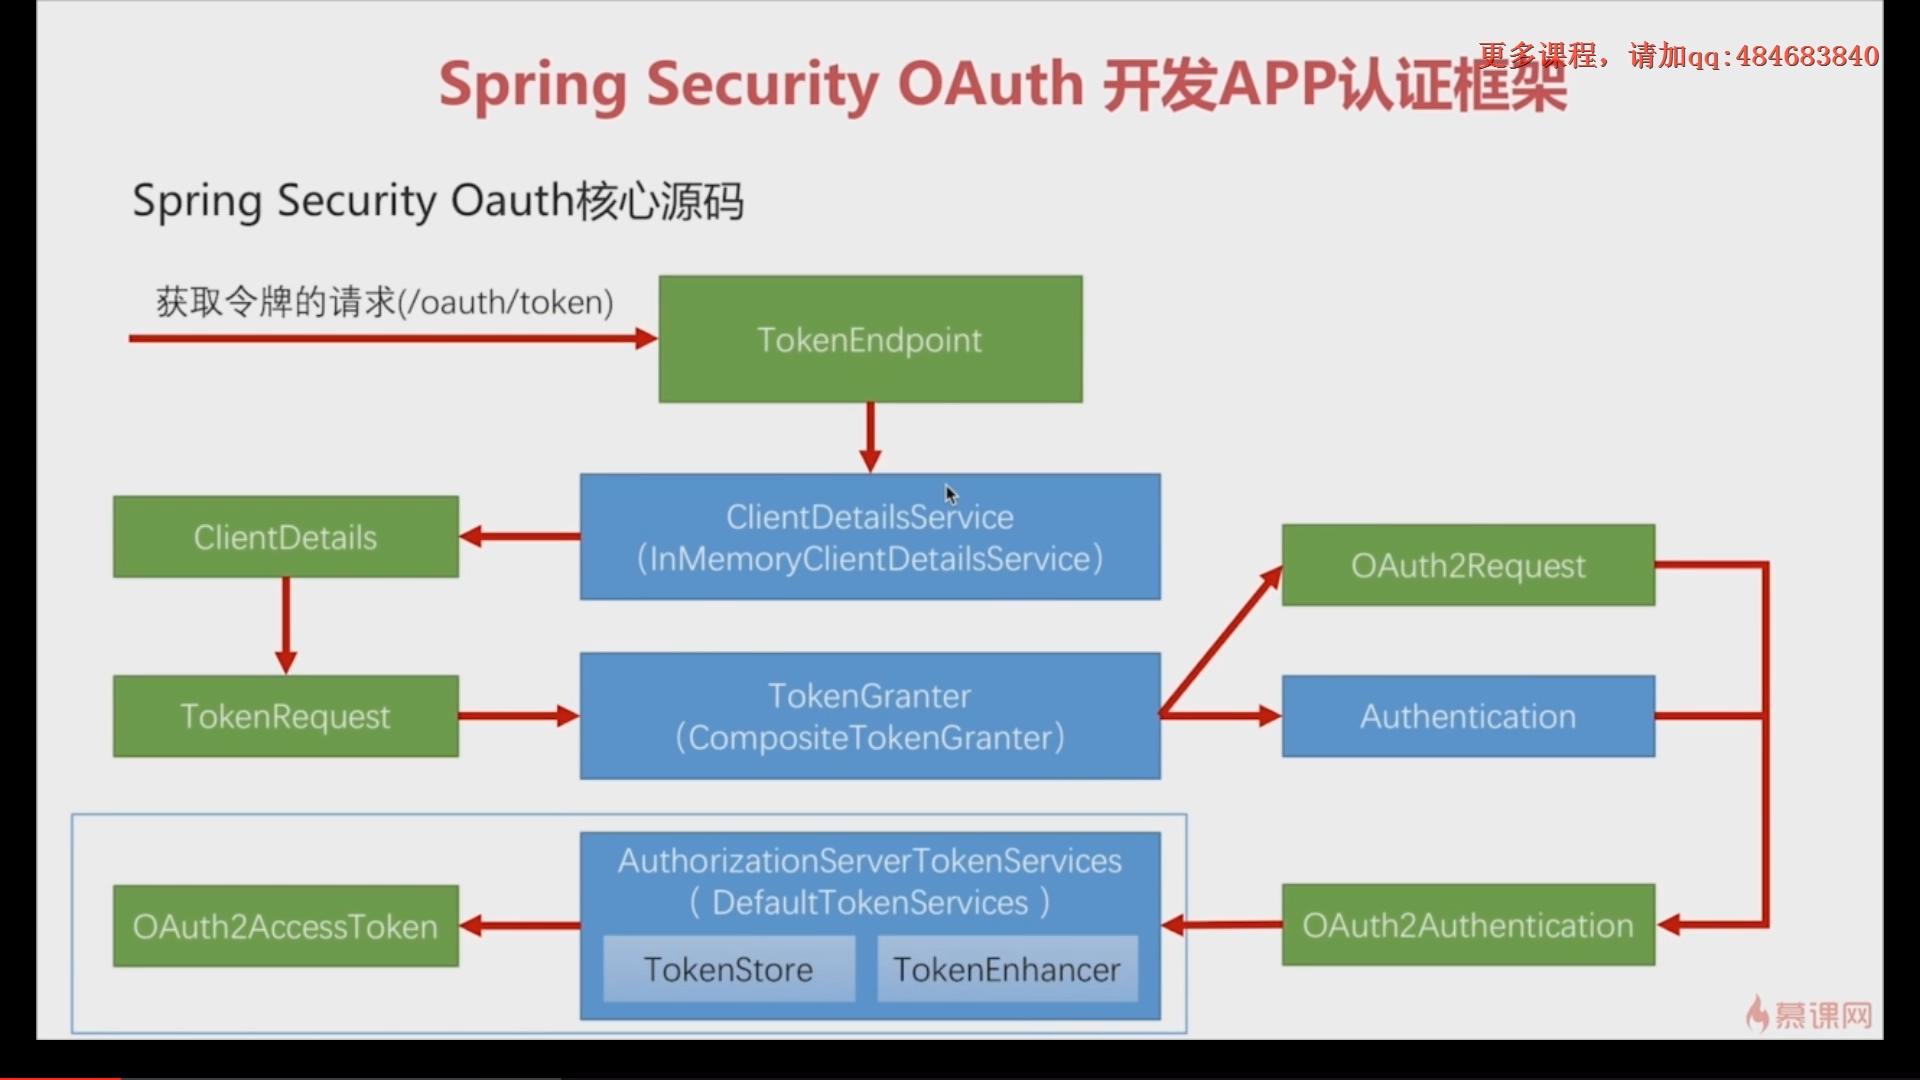 更多课程，请加qq:484683840
Spring Security OAuth 开发APP认证框架
Spring Security Oauth核心源码
获取令牌的请求(/oauth/token)
TokenEndpoint
ClientDetails
ClientDetailsService
（InMemoryClientDetailsService）
OAuth2Request
TokenRequest
TokenGranter
（CompositeTokenGranter）
Authentication
OAuth2AccessToken
AuthorizationServerTokenServices
（ DefaultTokenServices ）
TokenStore
TokenEnhancer
OAuth2Authentication
慕课网